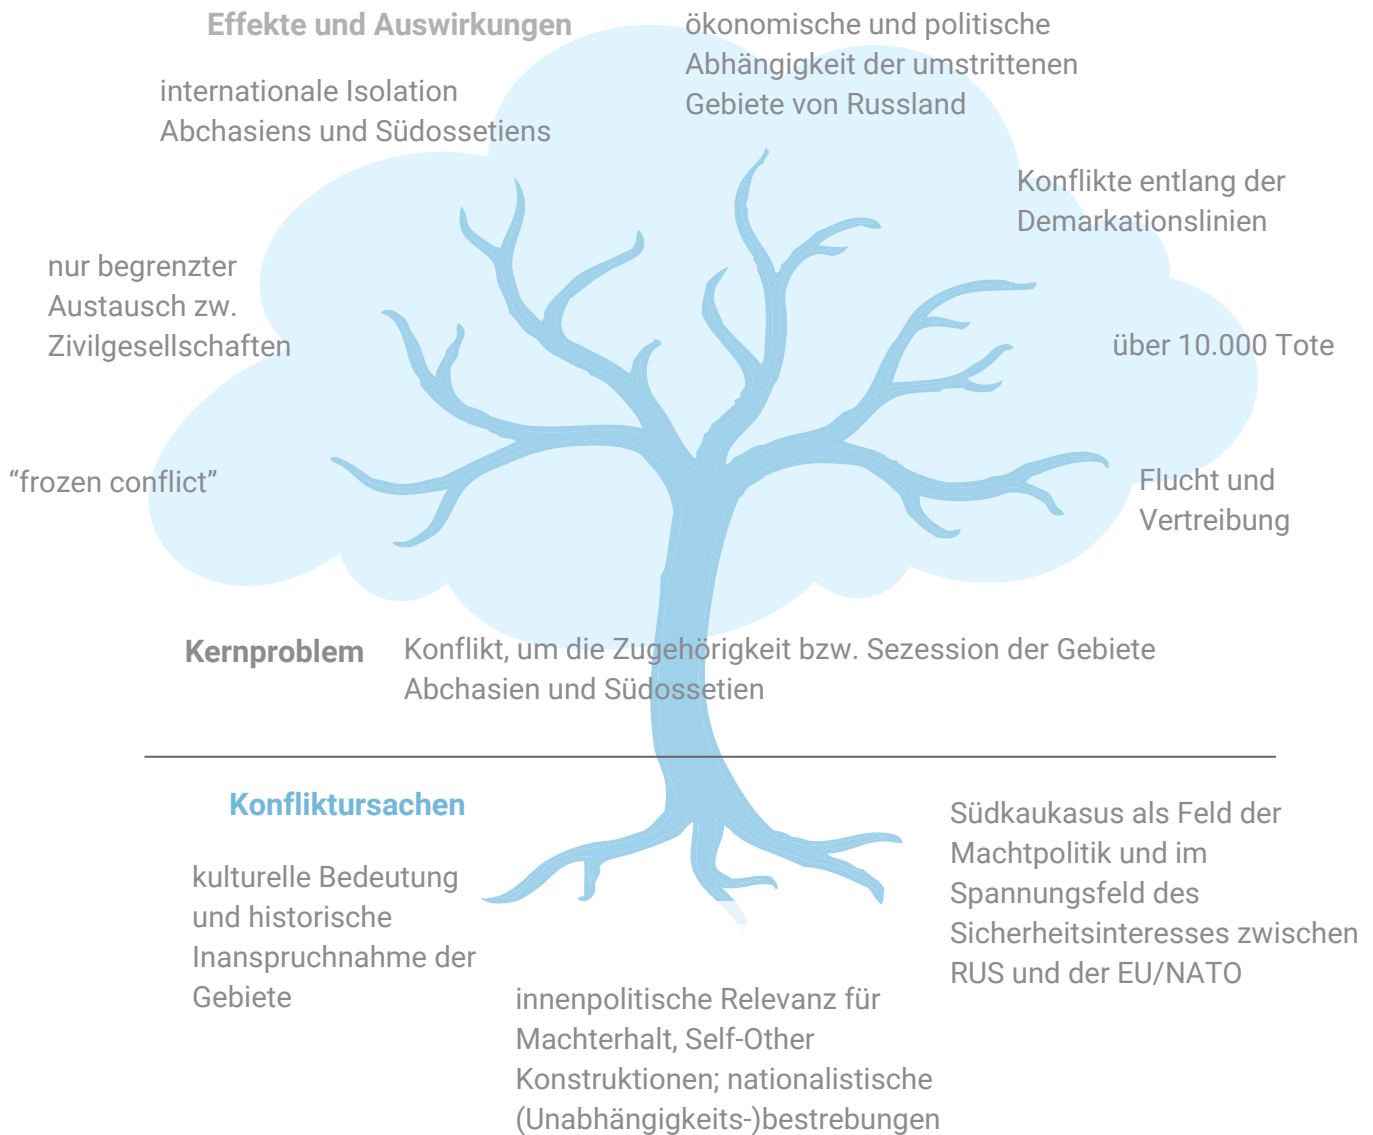 Effekte und Auswirkungen
ökonomische und politische
Abhängigkeit der umstrittenen
Gebiete von Russland
internationale Isolation
Abchasiens und Südossetiens
Konflikte entlang der
Demarkationslinien
nur begrenzter
Austausch zw.
Zivilgesellschaften
über 10.000 Tote
“frozen conflict”
Flucht und
Vertreibung
Kernproblem
Konflikt, um die Zugehörigkeit bzw. Sezession der Gebiete
Abchasien und Südossetien
Konfliktursachen
kulturelle Bedeutung
und historische
Inanspruchnahme der
Gebiete
innenpolitische Relevanz für
Machterhalt, Self-Other
Konstruktionen; nationalistische
(Unabhängigkeits-)bestrebungen
Südkaukasus als Feld der
Machtpolitik und im
Spannungsfeld des
Sicherheitsinteresses zwischen
RUS und der EU/NATO